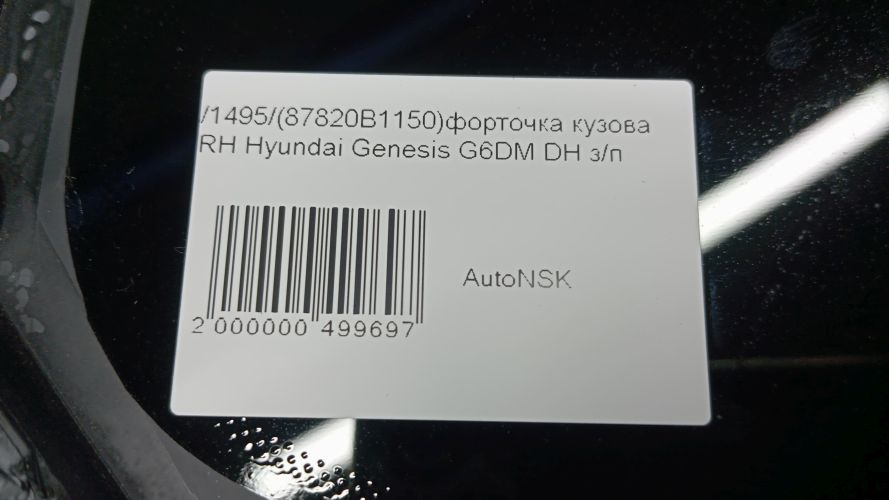 /1495/(87820B1150)форточка кузова
RH Hyundai Genesis G6DM DH з/п
AutoNSK
2 000000 499697